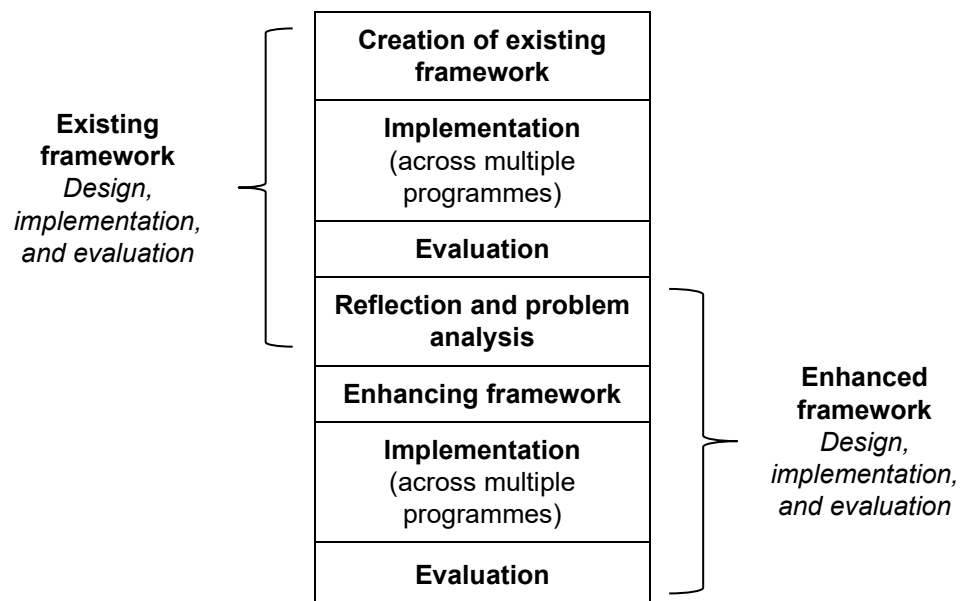 Existing
framework
Design,
implementation,
and evaluation
Creation of existing
framework
Implementation
(across multiple
programmes)
Evaluation
Reflection and problem
analysis
Enhancing framework
Implementation
(across multiple
programmes)
Evaluation
Enhanced
framework
Design,
implementation,
and evaluation